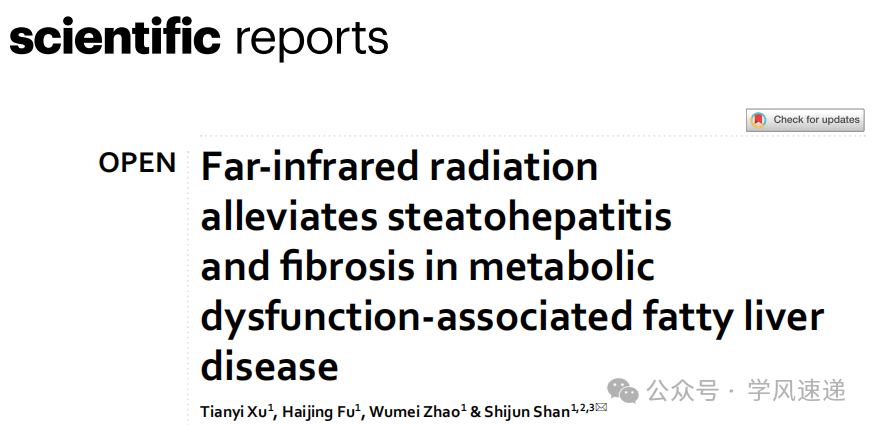 scientific reports
Check for updates
OPEN
Far-infrared radiation
alleviates steatohepatitis
and fibrosis in metabolic
dysfunction-associated fatty liver
disease
Tianyi Xu1, Haijing Fu1, Wumei Zhao1 & Shijun Shan1,2,3✉
公众号 · 学风速递